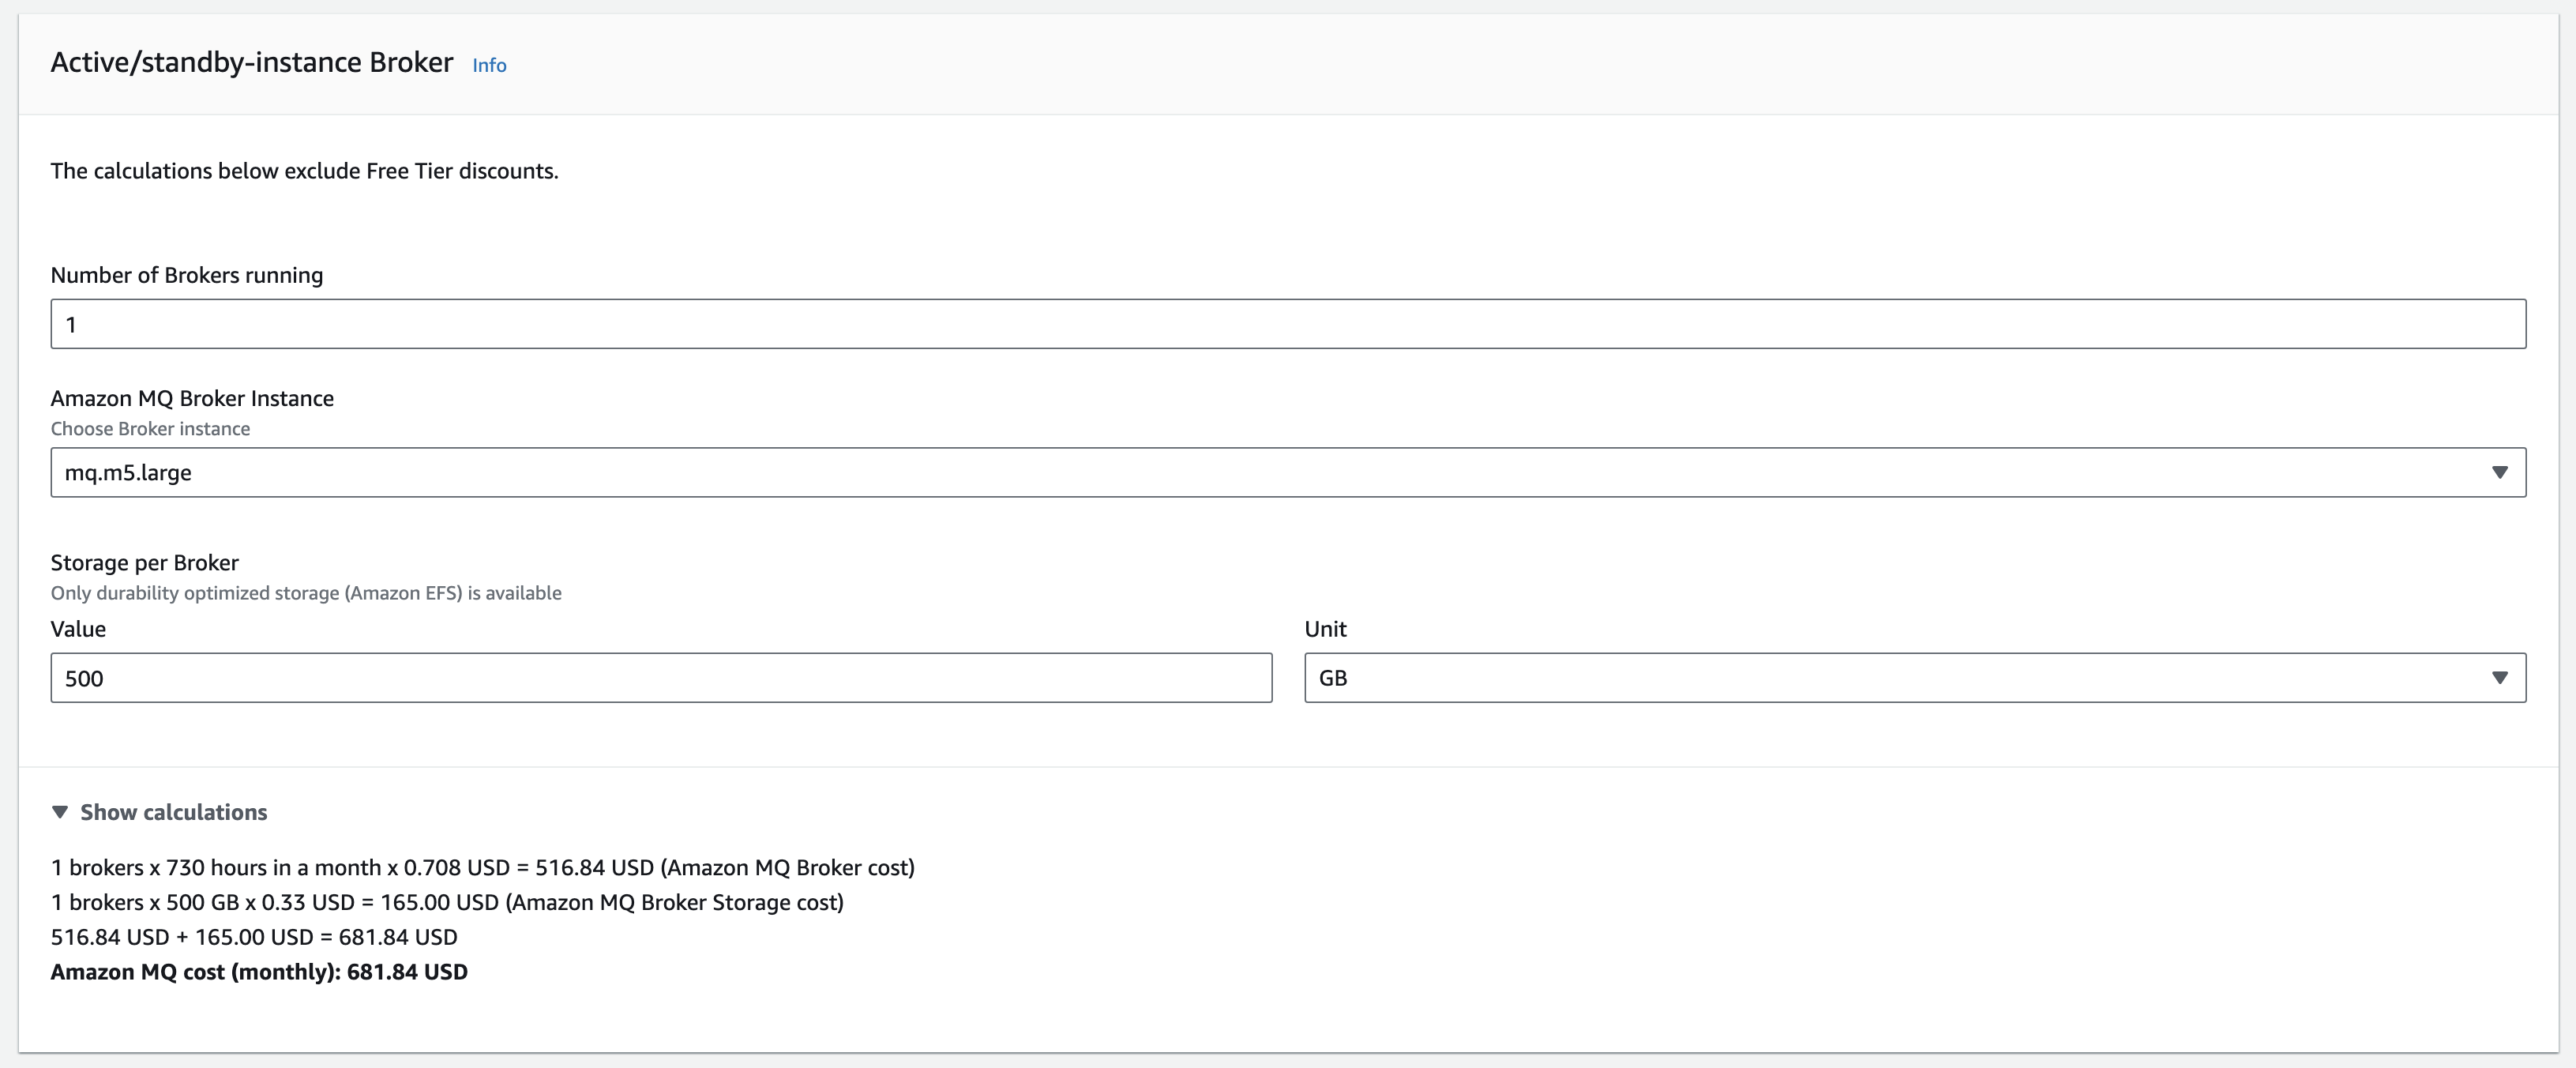 Active/standby-instance Broker Info
The calculations below exclude Free Tier discounts.
Number of Brokers running
1
Amazon MQ Broker Instance
Choose Broker instance
mq.m5.large
Storage per Broker
Only durability optimized storage (Amazon EFS) is available
Value
500
Unit
GB
Show calculations
1 brokers x 730 hours in a month x 0.708 USD = 516.84 USD (Amazon MQ Broker cost)
1 brokers x 500 GB x 0.33 USD = 165.00 USD (Amazon MQ Broker Storage cost)
516.84 USD + 165.00 USD = 681.84 USD
Amazon MQ cost (monthly): 681.84 USD